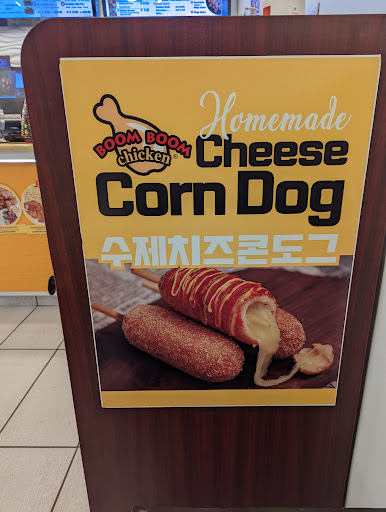 Homemade
BOOM BOOM
chicken®
Cheese
Corn Dog
수제치즈콘도그